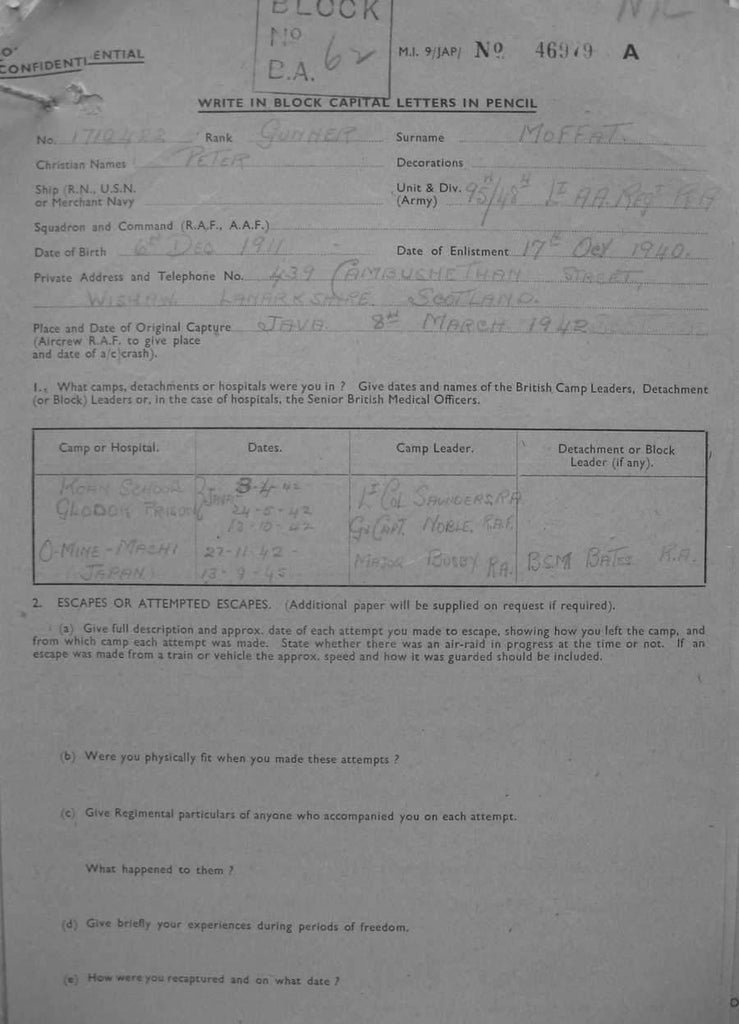 BLOCK
NO
B.A. 62
NIL
CONFIDENTIAL
M.I. 9/JAP/ No 46979 A
WRITE IN BLOCK CAPITAL LETTERS IN PENCIL
No. 1710422 Rank GUNNER Surname MOFFAT.
Christian Names PETER Decorations
Ship (R.N., U.S.N. or Merchant Navy
Unit & Div. (Army) 95TH/48TH LT AA. REGT RA
Squadron and Command (R.A.F., A.A.F.)
Date of Birth 6TH DEC 1911 Date of Enlistment 17TH OCT 1940.
Private Address and Telephone No. 439 CAMBUSNETHAN STREET,
WISHAW LANARKSHIRE. SCOTLAND.
Place and Date of Original Capture JAVA 8TH MARCH 1942
(Aircrew R.A.F. to give place
and date of a/c crash).
1., What camps, detachments or hospitals were you in ? Give dates and names of the British Camp Leaders, Detachment
(or Block) Leaders or, in the case of hospitals, the Senior British Medical Officers.
Camp or Hospital. Dates. Camp Leader. Detachment or Block
Leader (if any).
SCHOOL 8-4-42 LT COL SAUNDERS RA
GLODOK PRISON JAVA 24-5-42
13-10-42 G. CAPT. NOBLE, R.A.F.
O-MINE-MACHI 27-11-42 - MAJOR RA. BSM BATES R.A.
(JAPAN) 13-9-45
2. ESCAPES OR ATTEMPTED ESCAPES. (Additional paper will be supplied on request if required).
(a) Give full description and approx. date of each attempt you made to escape, showing how you left the camp, and
from which camp each attempt was made. State whether there was an air-raid in progress at the time or not. If an
escape was made from a train or vehicle the approx. speed and how it was guarded should be included.
(b) Were you physically fit when you made these attempts ?
(c) Give Regimental particulars of anyone who accompanied you on each attempt.
What happened to them ?
(d) Give briefly your experiences during periods of freedom.
(e) How were you recaptured and on what date ?